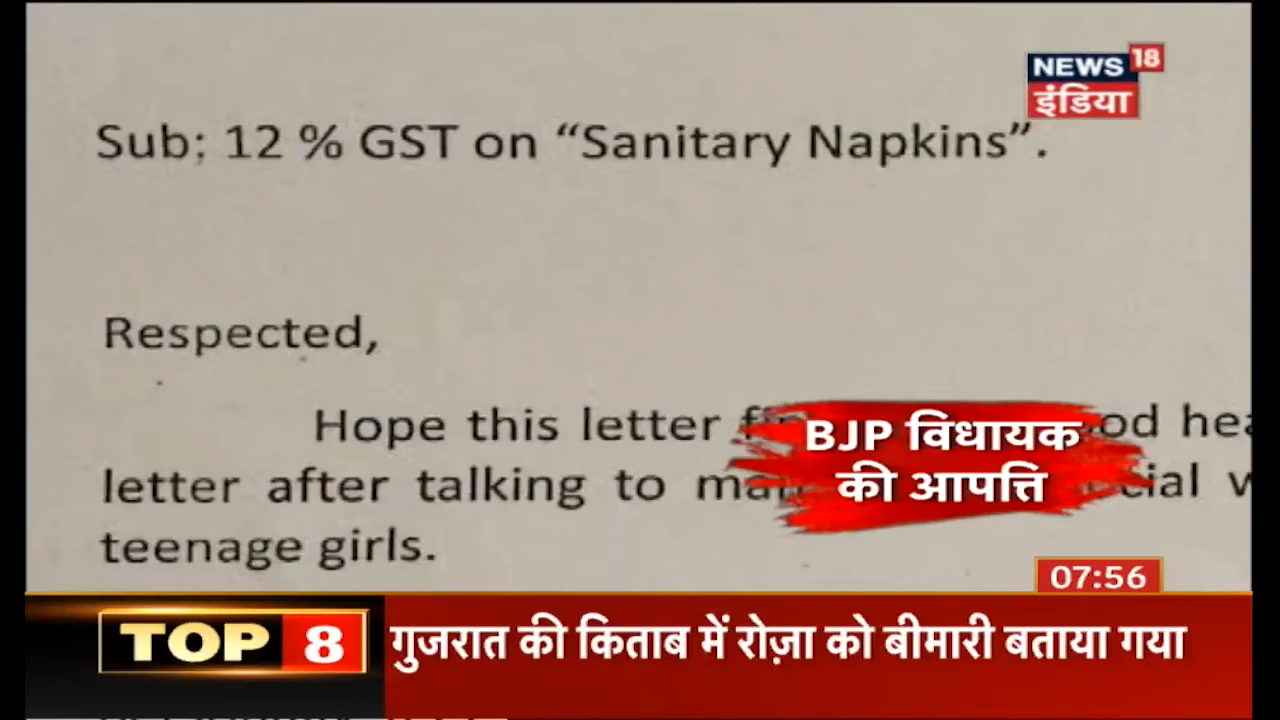 NEWS 18
इंडिया
Sub; 12 % GST on “Sanitary Napkins”.
Respected,
Hope this letter
letter after talking to
teenage girls.
BJP विधायक
की आपत्ति
07:56
TOP 8
गुजरात की किताब में रोज़ा को बीमारी बताया गया